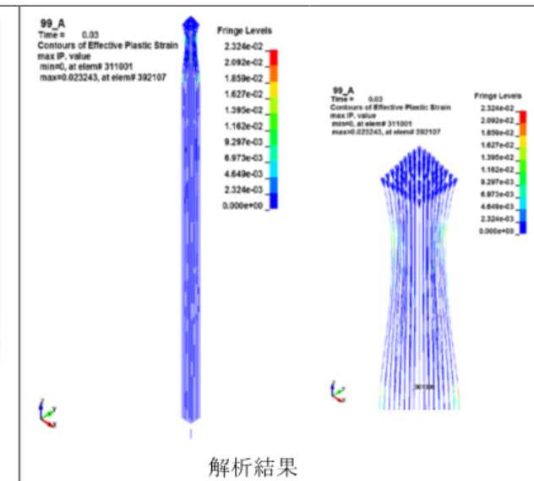 99_A
Time = 0.03
Contours of Effective Plastic Strain
max IP. value
min=0, at elem# 311001
max=0.023243, at elem# 392107
Fringe Levels
2.324e-02
2.092e-02
1.859e-02
1.627e-02
1.395e-02
1.162e-02
9.297e-03
6.973e-03
4.649e-03
2.324e-03
0.000e+00
99_A
Time = 0.03
Contours of Effective Plastic Strain
max IP. value
min=0, at elem# 311001
max=0.023243, at elem# 392107
Fringe Levels
2.324e-02
2.092e-02
1.859e-02
1.627e-02
1.395e-02
1.162e-02
9.297e-03
6.973e-03
4.649e-03
2.324e-03
0.000e+00
解析結果